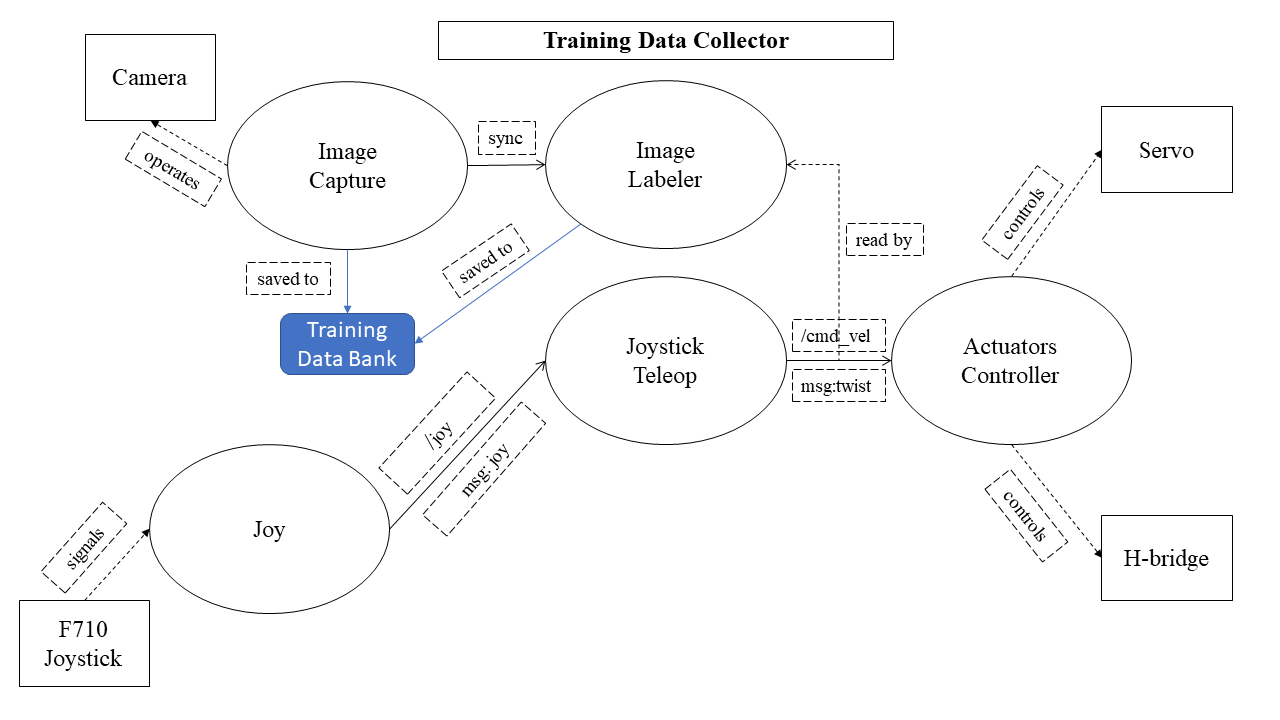 Training Data Collector
Camera
operates
Image
Capture
sync
Image
Labeler
Servo
controls
read by
saved to
saved to
Training
Data Bank
Joystick
Teleop
/cmd_vel
msg:twist
Actuators
Controller
/joy
msg: joy
Joy
signals
F710
Joystick
controls
H-bridge